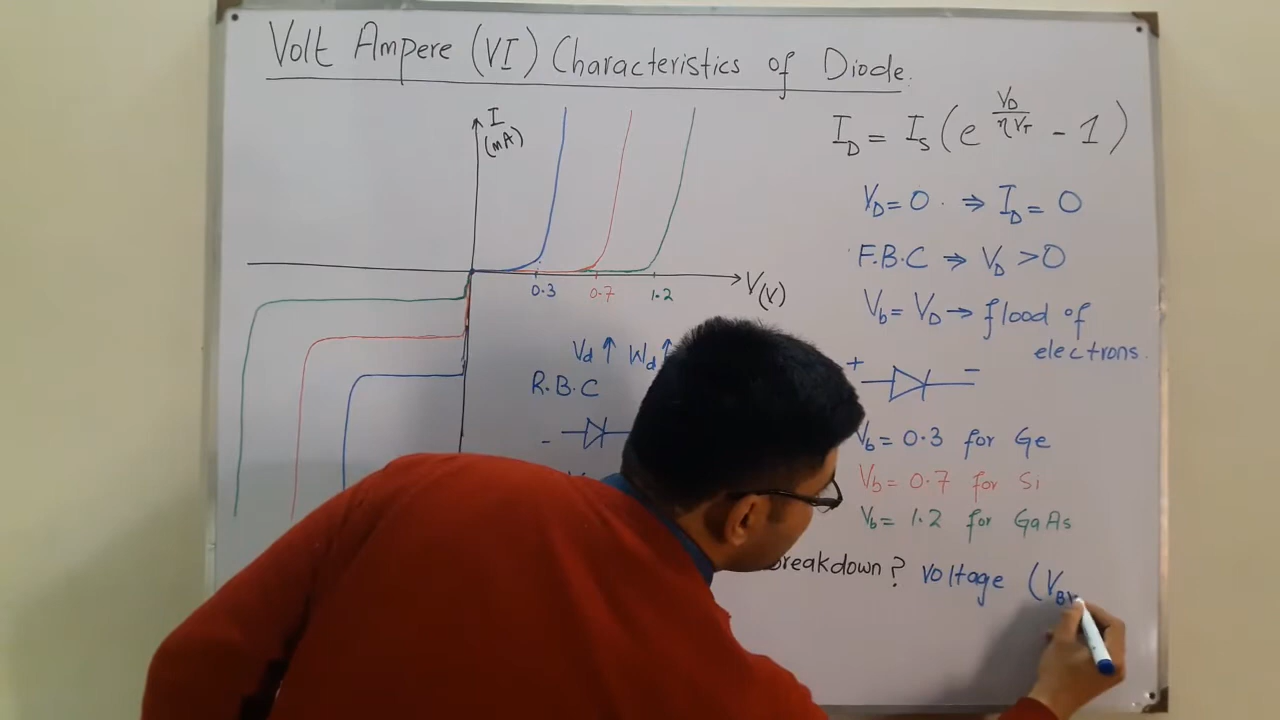 Volt Ampere (VI) Characteristics of Diode.
I
(mA)
V(V)
0.3 0.7 1.2
Vd ↑ Wd ↑
R.B.C
-
I_D = I_S (e^(V_D/ηV_T) - 1)
V_D = 0 ⇒ I_D = 0
F.B.C ⇒ V_D > 0
V_b = V_D → flood of
electrons.
+ -
V_b = 0.3 for Ge
V_b = 0.7 for Si
V_b = 1.2 for GaAs
breakdown? voltage (V_Br